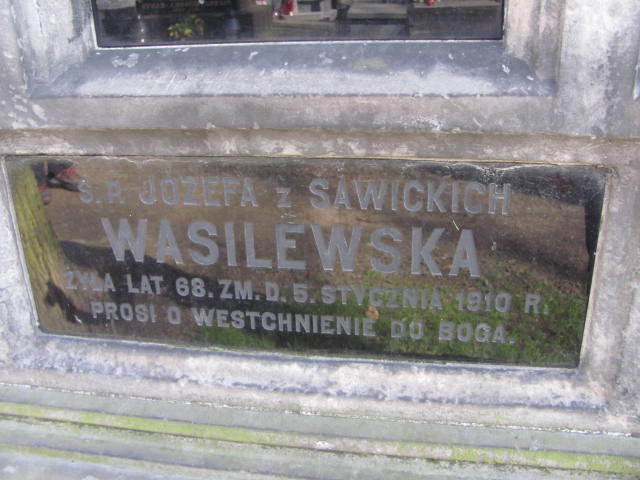 Ś.P. JÓZEFA z SAWICKICH
WASILEWSKA
ŻYŁA LAT 68. ZM. D. 5. STYCZNIA 1910 R.
PROSI O WESTCHNIENIE DO BOGA.